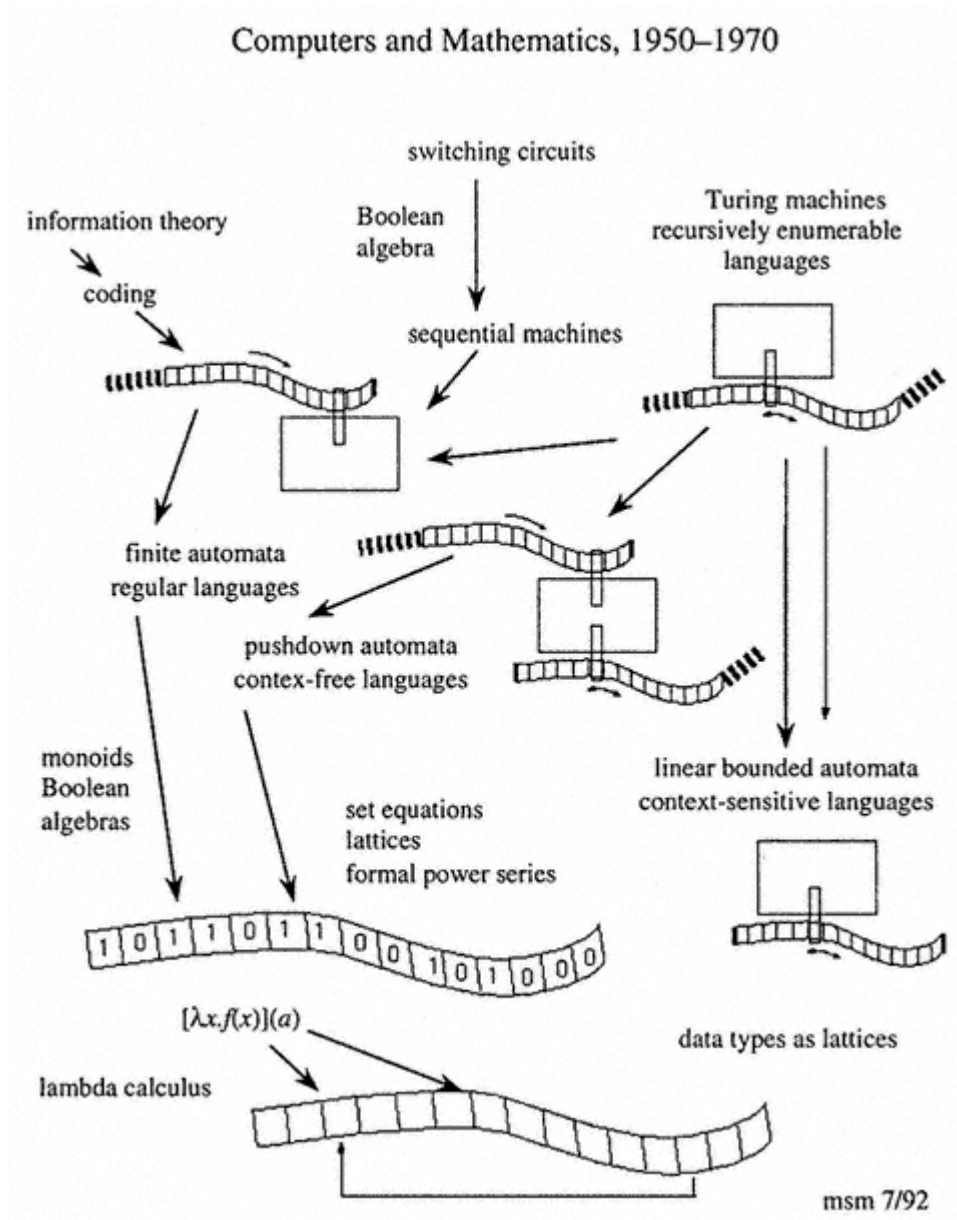 Computers and Mathematics, 1950–1970
switching circuits
Boolean
algebra
Turing machines
recursively enumerable
languages
information theory
coding
sequential machines
finite automata
regular languages
pushdown automata
contex-free languages
monoids
Boolean
algebras
set equations
lattices
formal power series
linear bounded automata
context-sensitive languages
1 0 1 1 0 1 1 0 0 1 0 1 0 0 0
[λx.f(x)](a)
data types as lattices
lambda calculus
msm 7/92